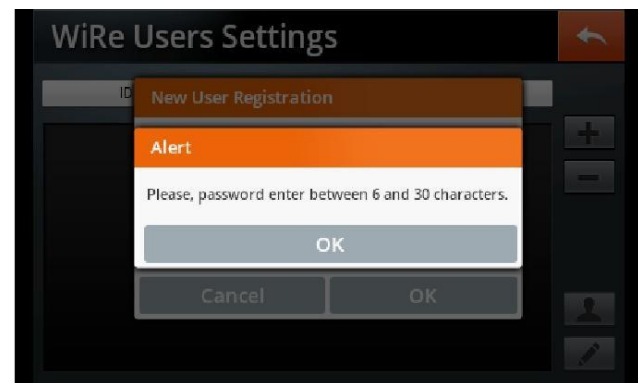 WiRe Users Settings
ID
New User Registration
Alert
Please, password enter between 6 and 30 characters.
OK
Cancel
OK